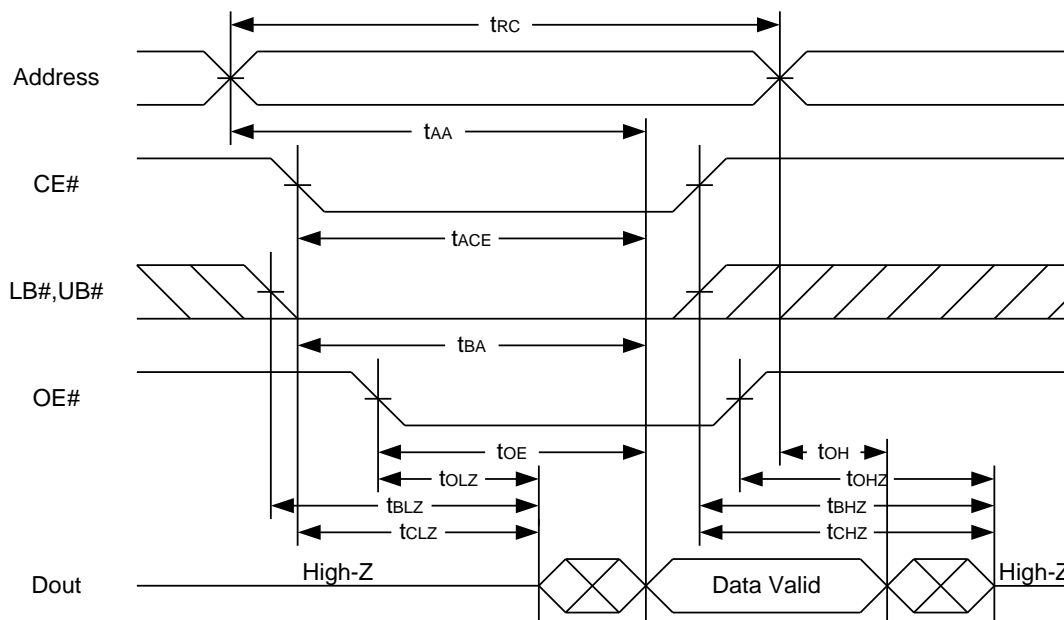 tRC
Address
tAA
CE#
tACE
LB#,UB#
tBA
OE#
tOE
tOH
tOLZ
tOHZ
tBLZ
tBHZ
tCLZ
tCHZ
High-Z
Dout
Data Valid
High-Z